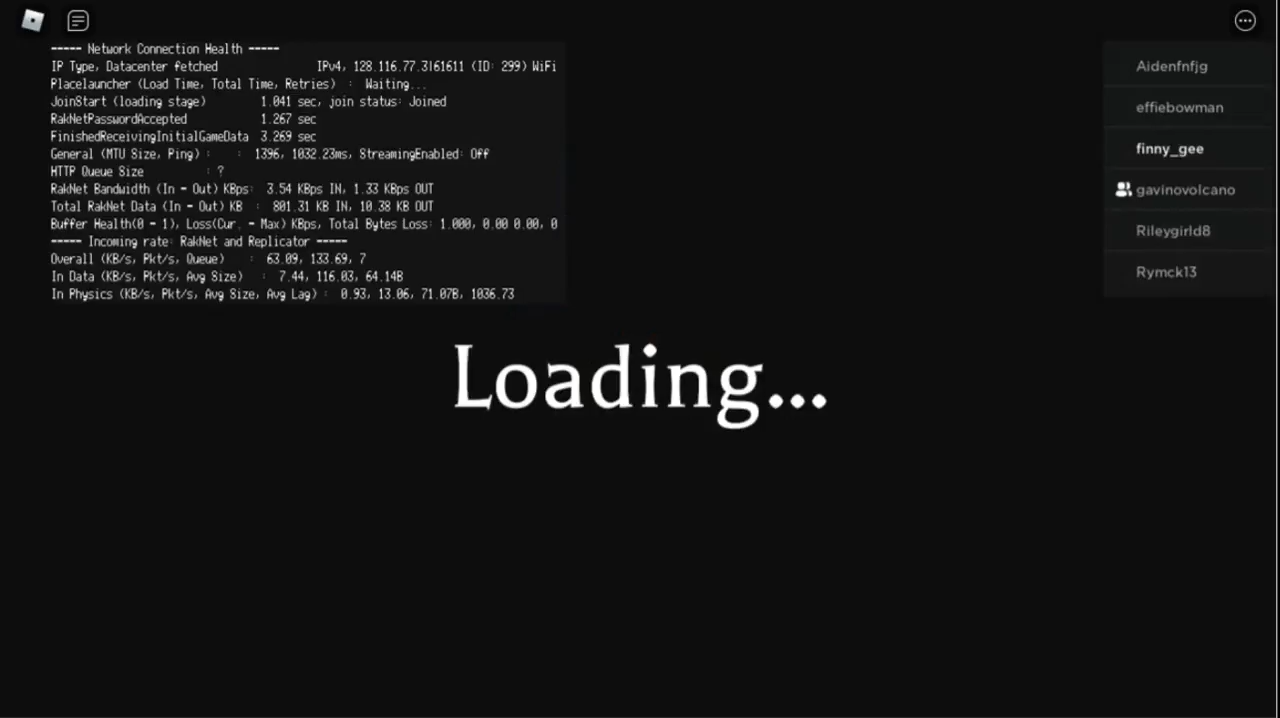 ----- Network Connection Health -----
IP Type, Datacenter fetched IPv4, 128.116.77.3|61611 (ID: 299) WiFi
Placelauncher (Load Time, Total Time, Retries) : Waiting...
JoinStart (loading stage) 1.041 sec, join status: Joined
RakNetPasswordAccepted 1.267 sec
FinishedReceivingInitialGameData 3.269 sec
General (MTU Size, Ping) : : 1396, 1032.23ms, StreamingEnabled: Off
HTTP Queue Size : ?
RakNet Bandwidth (In - Out) KBps: 3.54 KBps IN, 1.33 KBps OUT
Total RakNet Data (In - Out) KB : 801.31 KB IN, 10.38 KB OUT
Buffer Health(0 - 1), Loss(Cur. - Max) KBps, Total Bytes Loss: 1.000, 0.00 0.00, 0
----- Incoming rate: RakNet and Replicator -----
Overall (KB/s, Pkt/s, Queue) : 63.09, 133.69, 7
In Data (KB/s, Pkt/s, Avg Size) : 7.44, 116.03, 64.14B
In Physics (KB/s, Pkt/s, Avg Size, Avg Lag) : 0.93, 13.06, 71.07B, 1036.73
Aidenfnfjg
effiebowman
finny_gee
gavinovolcano
Rileygirld8
Rymck13
Loading...